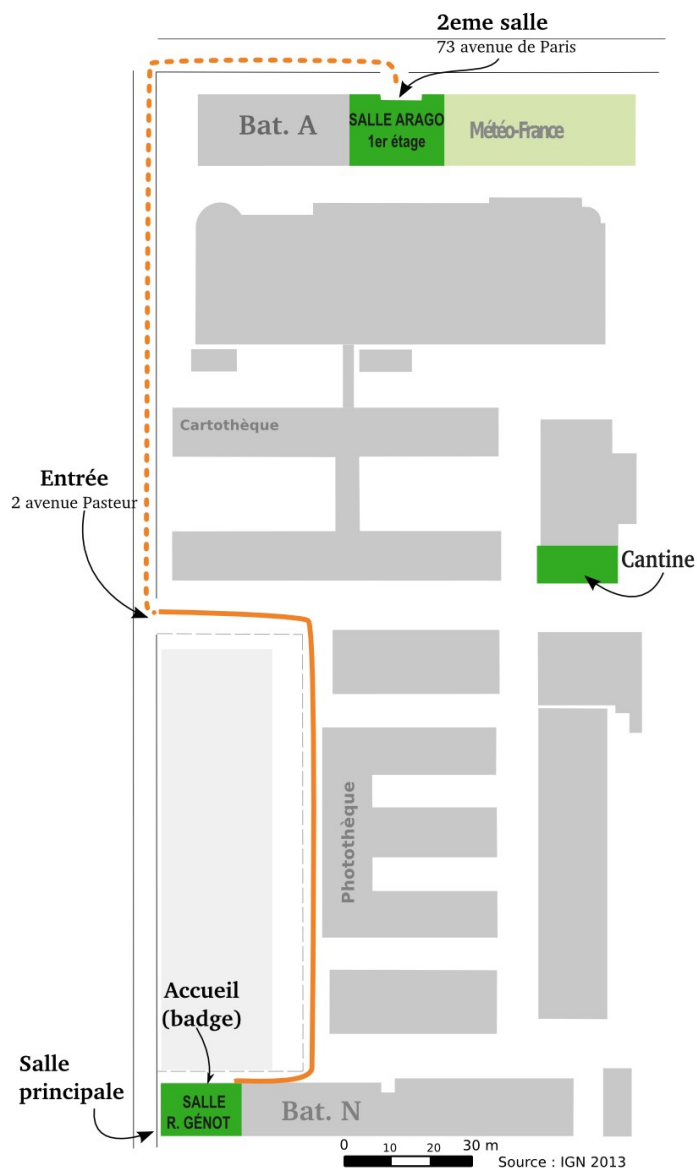 2eme salle
73 avenue de Paris
Bat. A
SALLE ARAGO
1er étage
Météo-France
Cartothèque
Entrée
2 avenue Pasteur
Cantine
Photothèque
Accueil
(badge)
Salle
principale
SALLE
R. GÉNOT
Bat. N
0 10 20 30 m
Source : IGN 2013